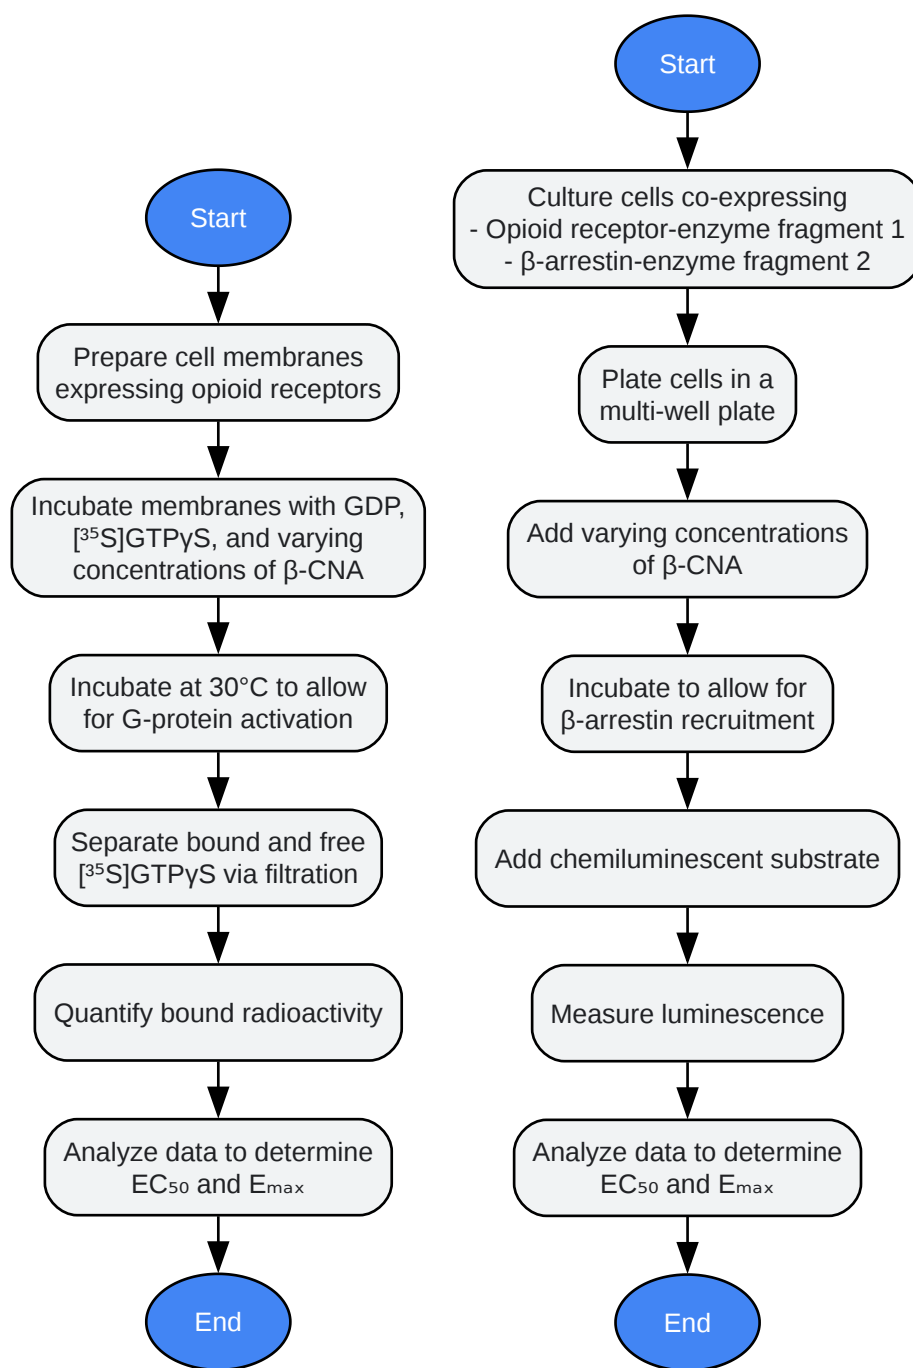 Start
Prepare cell membranes
expressing opioid receptors
Incubate membranes with GDP,
[³⁵S]GTPγS, and varying
concentrations of β-CNA
Incubate at 30°C to allow
for G-protein activation
Separate bound and free
[³⁵S]GTPγS via filtration
Quantify bound radioactivity
Analyze data to determine
EC₅₀ and Eₘₐₓ
End
Start
Culture cells co-expressing
- Opioid receptor-enzyme fragment 1
- β-arrestin-enzyme fragment 2
Plate cells in a
multi-well plate
Add varying concentrations
of β-CNA
Incubate to allow for
β-arrestin recruitment
Add chemiluminescent substrate
Measure luminescence
Analyze data to determine
EC₅₀ and Eₘₐₓ
End